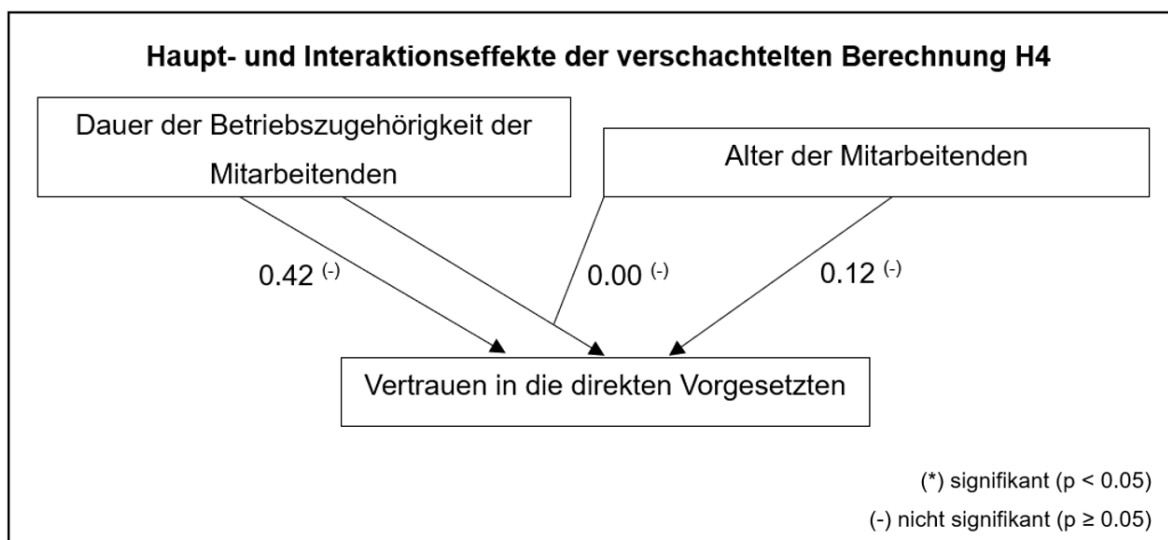 Haupt- und Interaktionseffekte der verschachtelten Berechnung H4
Dauer der Betriebszugehörigkeit der
Mitarbeitenden
Alter der Mitarbeitenden
0.42 (-)
0.00 (-)
0.12 (-)
Vertrauen in die direkten Vorgesetzten
(*) signifikant (p < 0.05)
(-) nicht signifikant (p ≥ 0.05)